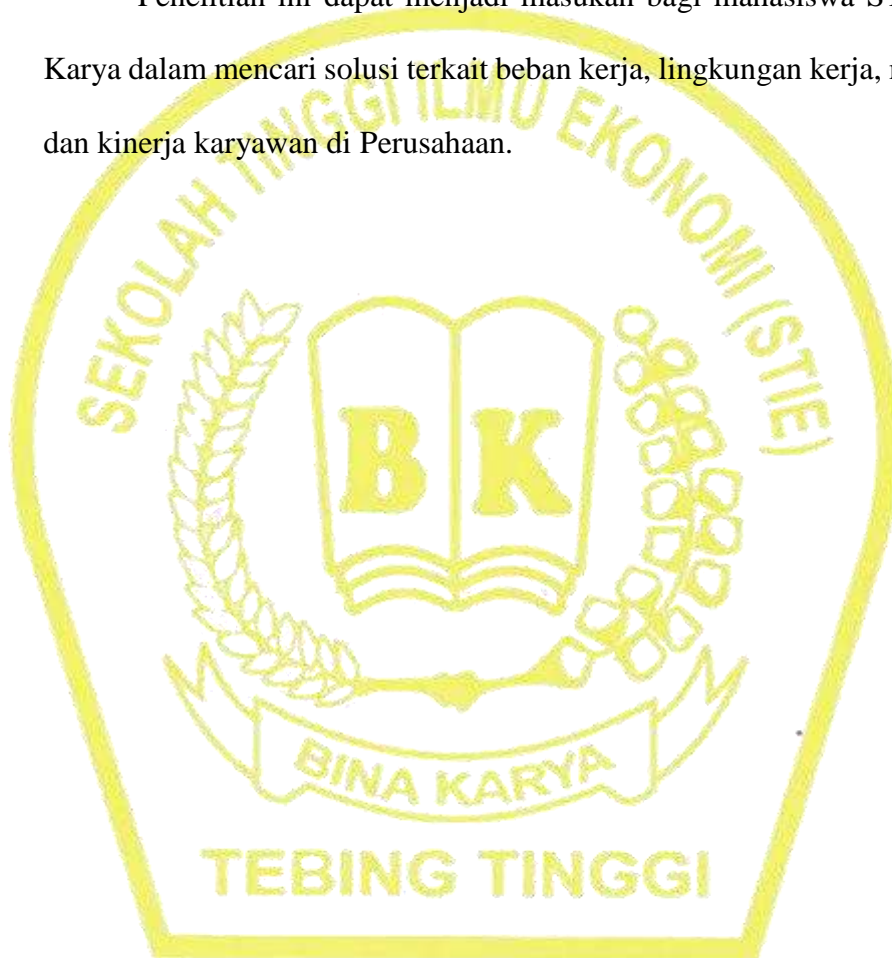 Penelitian ini dapat menjadi masukan bagi mahasiswa
Karya dalam mencari solusi terkait beban kerja, lingkungan kerja,
dan kinerja karyawan di Perusahaan.
SEKOLAH TINGGI ILMU EKONOMI (STIE)
B K
BINA KARYA
TEBING TINGGI